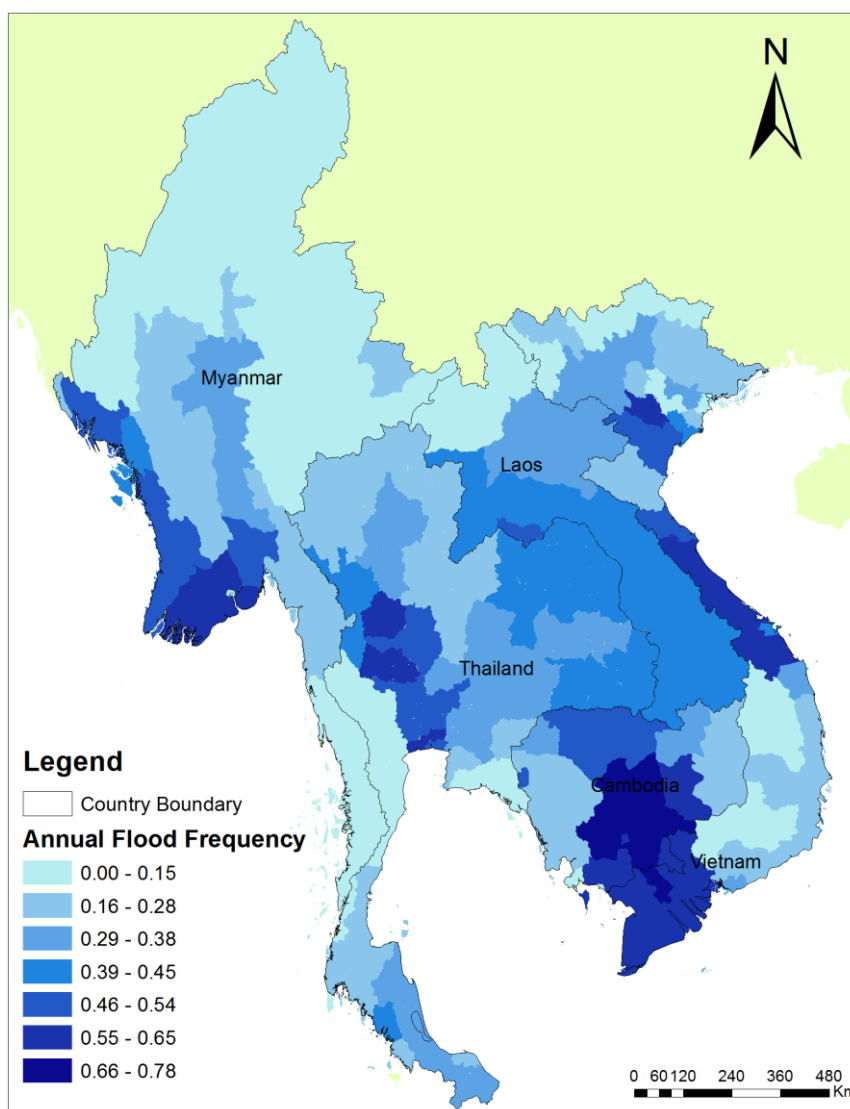 N
Myanmar
Laos
Thailand
Cambodia
Vietnam
Legend
Country Boundary
Annual Flood Frequency
0.00 - 0.15
0.16 - 0.28
0.29 - 0.38
0.39 - 0.45
0.46 - 0.54
0.55 - 0.65
0.66 - 0.78
0 60 120 240 360 480
Km